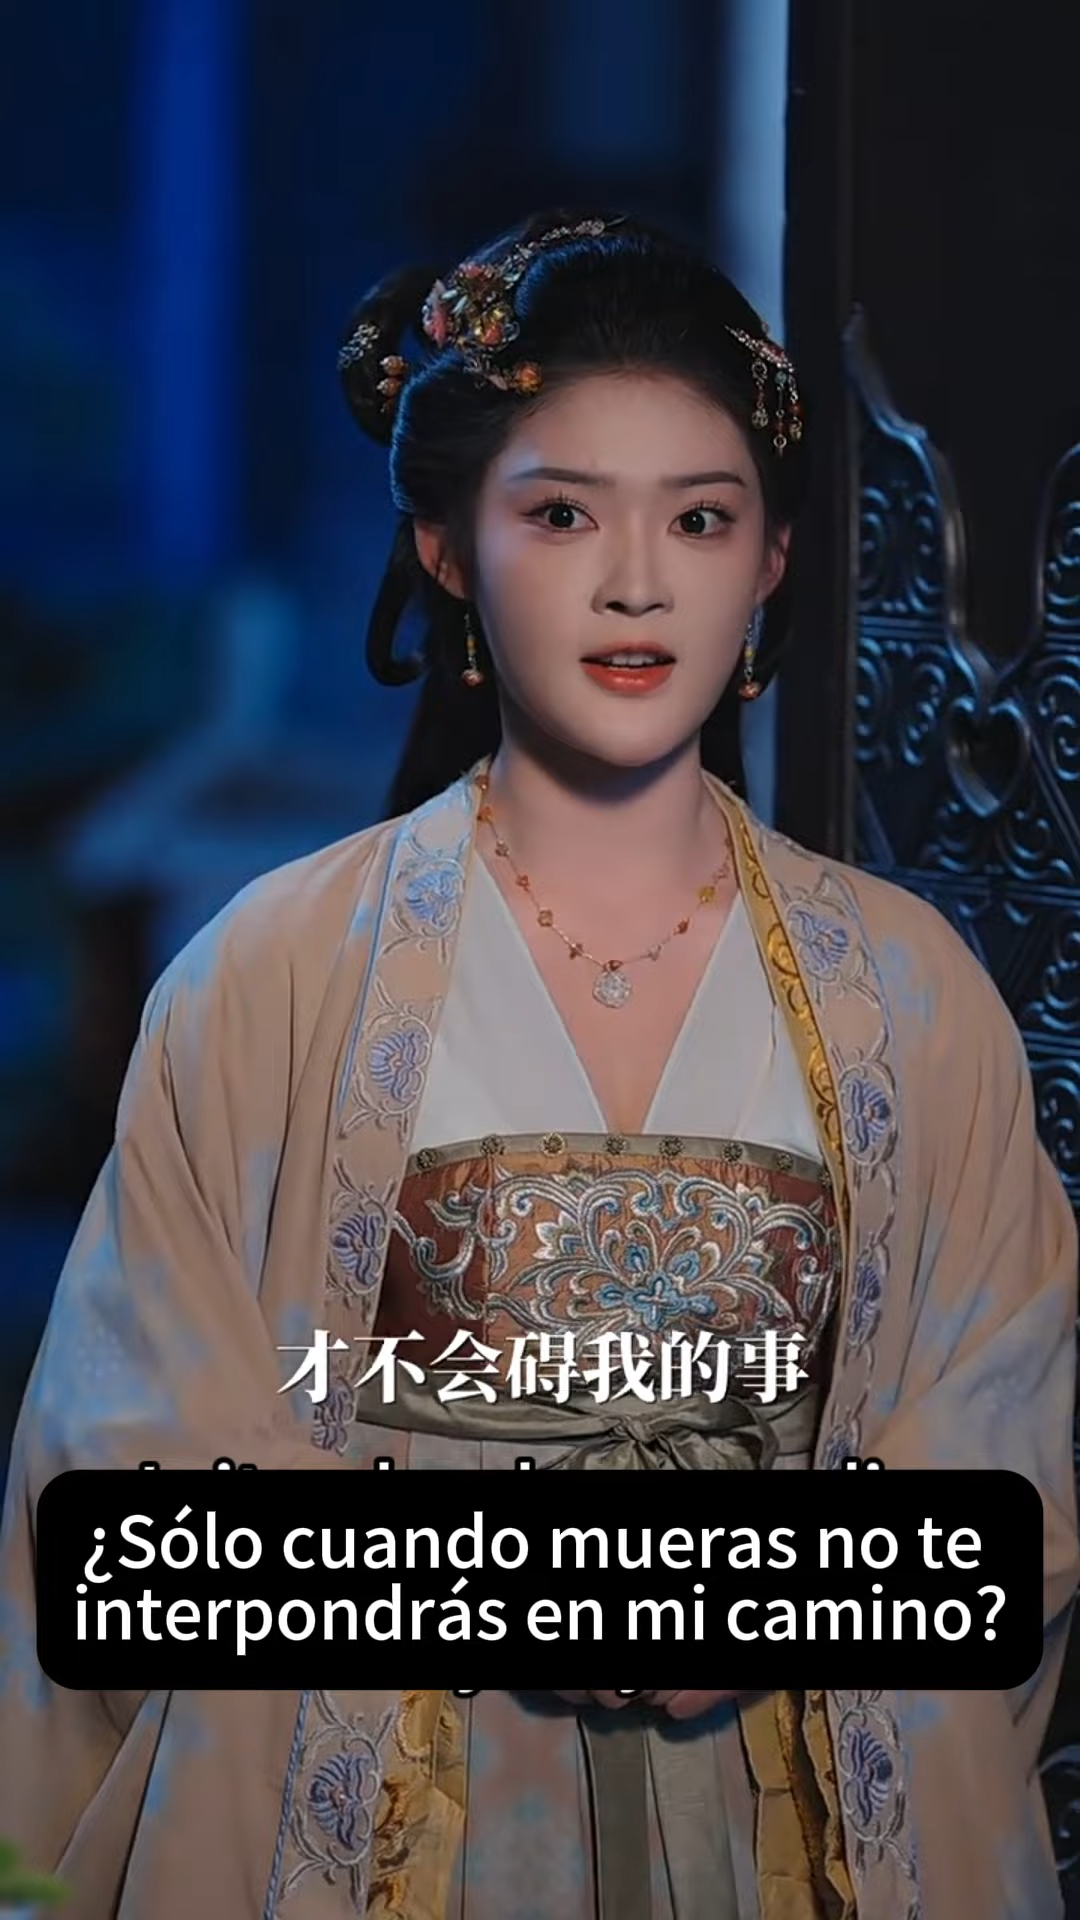 才不会碍我的事
¿Sólo cuando mueras no te
interpondrás en mi camino?